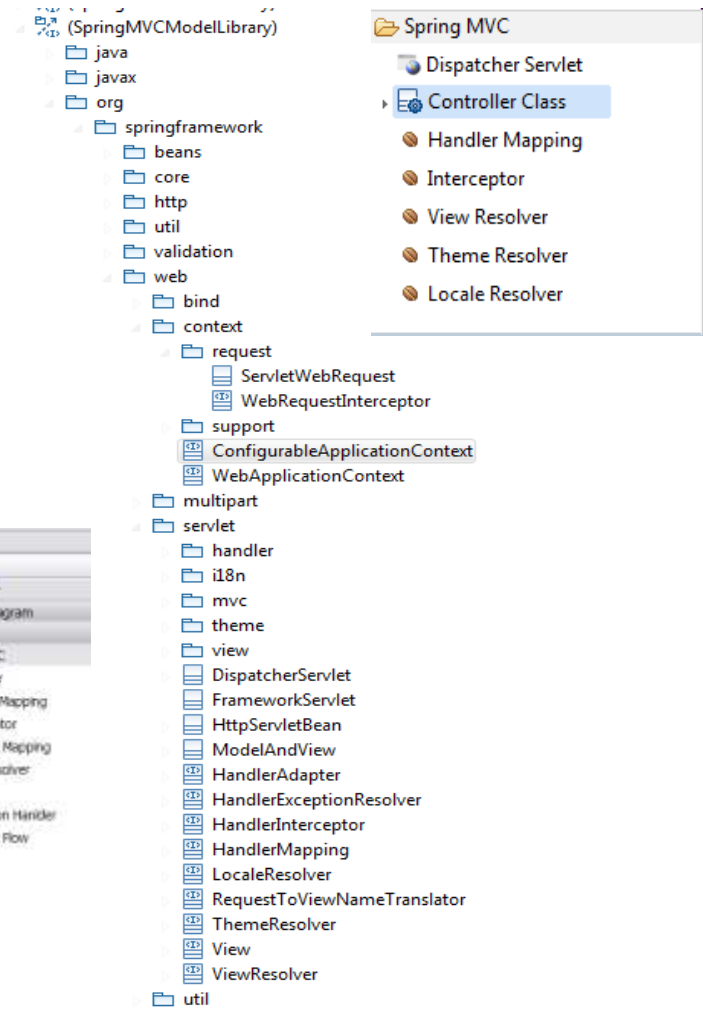 (SpringMVCModelLibrary)
java
javax
org
springframework
beans
core
http
util
validation
web
bind
context
request
ServletWebRequest
WebRequestInterceptor
support
ConfigurableApplicationContext
WebApplicationContext
multipart
servlet
handler
i18n
mvc
theme
view
DispatcherServlet
FrameworkServlet
HttpServletBean
ModelAndView
HandlerAdapter
HandlerExceptionResolver
HandlerInterceptor
HandlerMapping
LocaleResolver
RequestToViewNameTranslator
ThemeResolver
View
ViewResolver
util
Spring MVC
Dispatcher Servlet
Controller Class
Handler Mapping
Interceptor
View Resolver
Theme Resolver
Locale Resolver
Mapping
Mapping
Flow